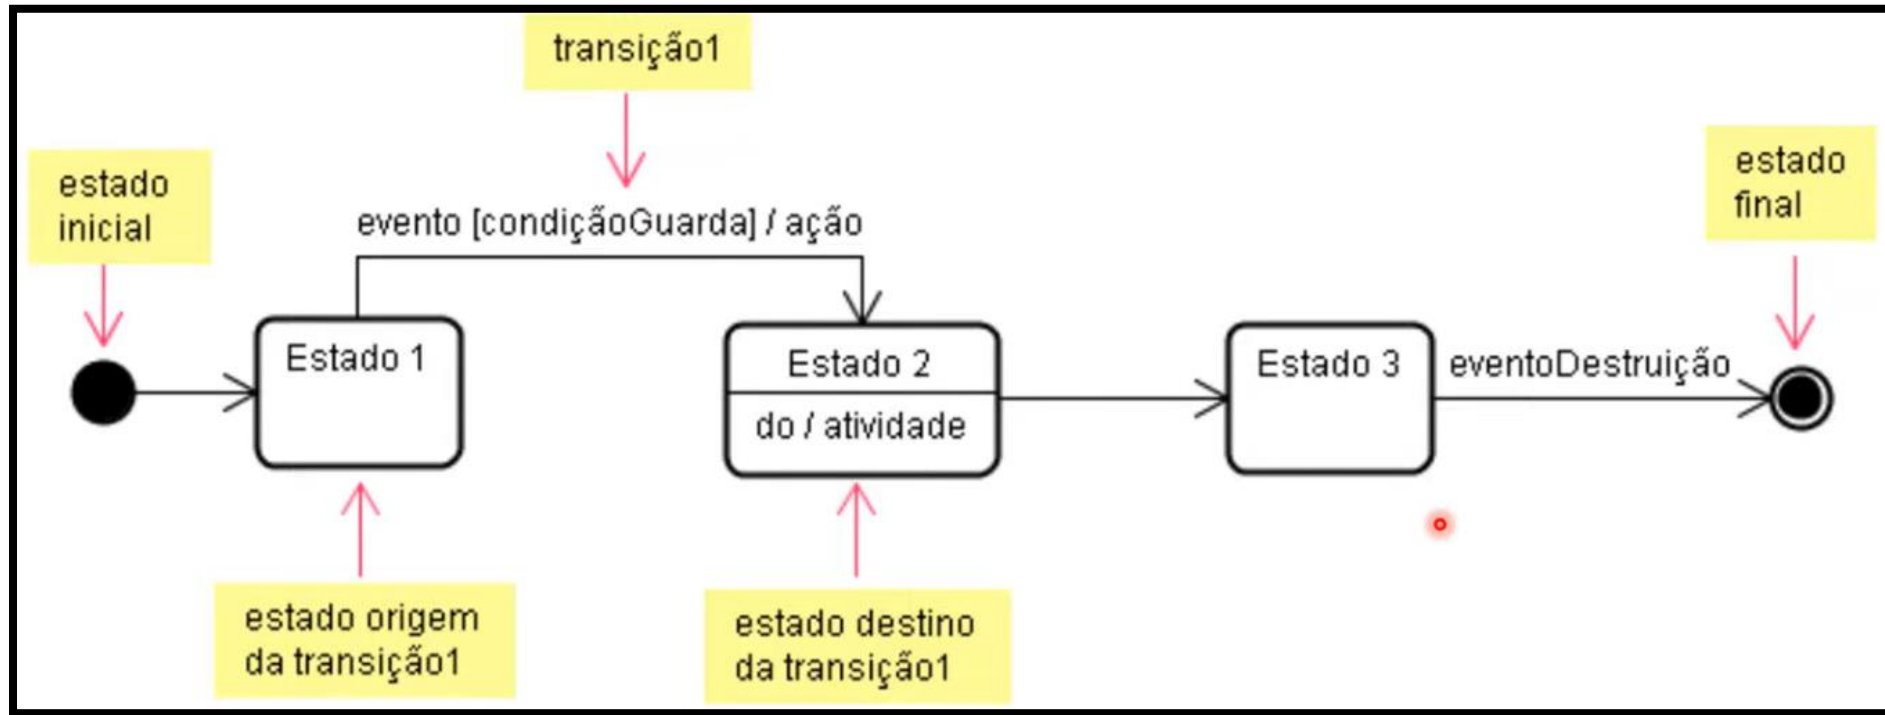 transição1
estado
inicial
estado
final
evento [condiçãoGuarda] / ação
Estado 1
Estado 2
do / atividade
Estado 3
eventoDestruição
estado origem
da transição1
estado destino
da transição1